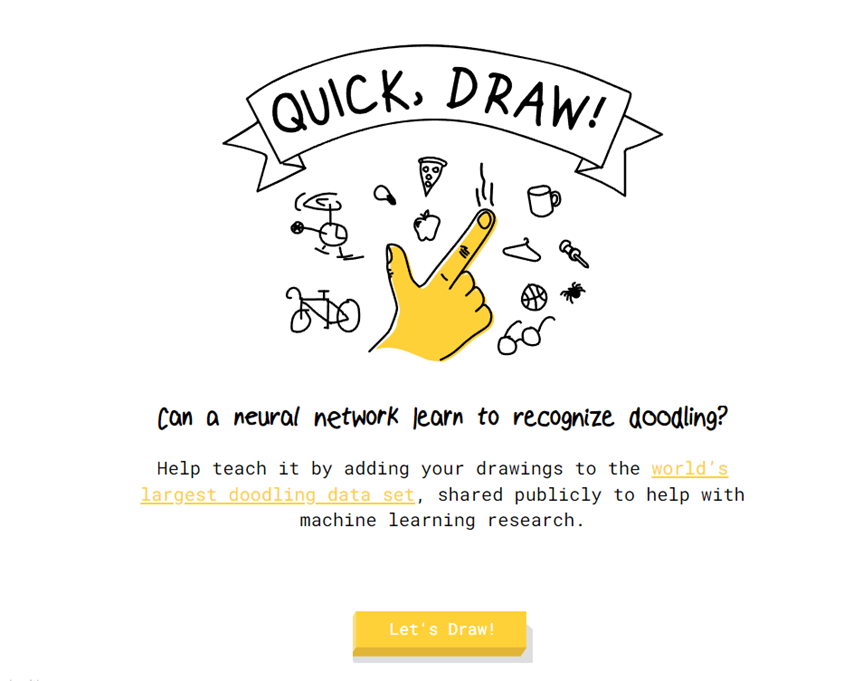 QUICK, DRAW!
Can a neural network learn to recognize doodling?
Help teach it by adding your drawings to the world's
largest doodling data set, shared publicly to help with
machine learning research.
Let's Draw!